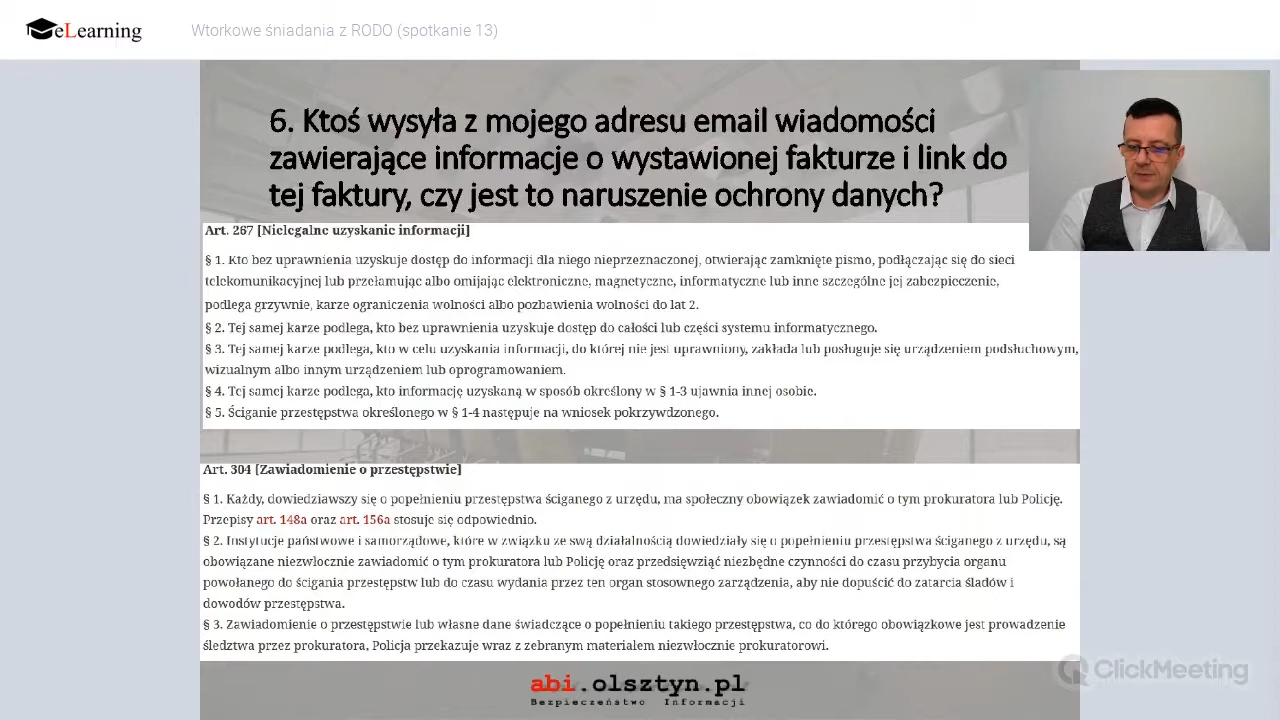 eLearning
Wtorkowe śniadania z RODO (spotkanie 13)
6. Ktoś wysyła z mojego adresu email wiadomości
zawierające informacje o wystawionej fakturze i link do
tej faktury, czy jest to naruszenie ochrony danych?
Art. 267 [Nielegalne uzyskanie informacji]
§ 1. Kto bez uprawnienia uzyskuje dostęp do informacji dla niego nieprzeznaczonej, otwierając zamknięte pismo, podłączając się do sieci
telekomunikacyjnej lub przełamując albo omijając elektroniczne, magnetyczne, informatyczne lub inne szczególne jej zabezpieczenie,
podlega grzywnie, karze ograniczenia wolności albo pozbawienia wolności do lat 2.
§ 2. Tej samej karze podlega, kto bez uprawnienia uzyskuje dostęp do całości lub części systemu informatycznego.
§ 3. Tej samej karze podlega, kto w celu uzyskania informacji, do której nie jest uprawniony, zakłada lub posługuje się urządzeniem podsłuchowym,
wizualnym albo innym urządzeniem lub oprogramowaniem.
§ 4. Tej samej karze podlega, kto informację uzyskaną w sposób określony w § 1-3 ujawnia innej osobie.
§ 5. Ściganie przestępstwa określonego w § 1-4 następuje na wniosek pokrzywdzonego.
Art. 304 [Zawiadomienie o przestępstwie]
§ 1. Każdy, dowiedziawszy się o popełnieniu przestępstwa ściganego z urzędu, ma społeczny obowiązek zawiadomić o tym prokuratora lub Policję.
Przepisy art. 148a oraz art. 156a stosuje się odpowiednio.
§ 2. Instytucje państwowe i samorządowe, które w związku ze swą działalnością dowiedziały się o popełnieniu przestępstwa ściganego z urzędu, są
obowiązane niezwłocznie zawiadomić o tym prokuratora lub Policję oraz przedsięwziąć niezbędne czynności do czasu przybycia organu
powołanego do ścigania przestępstw lub do czasu wydania przez ten organ stosownego zarządzenia, aby nie dopuścić do zatarcia śladów i
dowodów przestępstwa.
§ 3. Zawiadomienie o przestępstwie lub własne dane świadczące o popełnieniu takiego przestępstwa, co do którego obowiązkowe jest prowadzenie
śledztwa przez prokuratora, Policja przekazuje wraz z zebranym materiałem niezwłocznie prokuratorowi.
ClickMeeting
abi.olsztyn.pl
Bezpieczeństwo Informacji